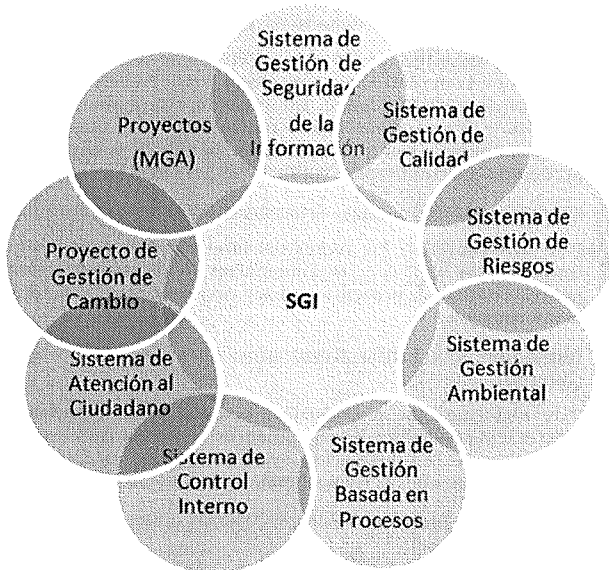 Sistema de
Gestión de
Seguridad
de la
Información
Sistema de
Gestión de
Calidad
Sistema de
Gestión de
Riesgos
Sistema de
Gestión
Ambiental
Sistema de
Gestión
Basada en
Procesos
Sistema de
Control
Interno
Sistema de
Atención al
Ciudadano
Proyecto de
Gestión de
Cambio
Proyectos
(MGA)
SGI